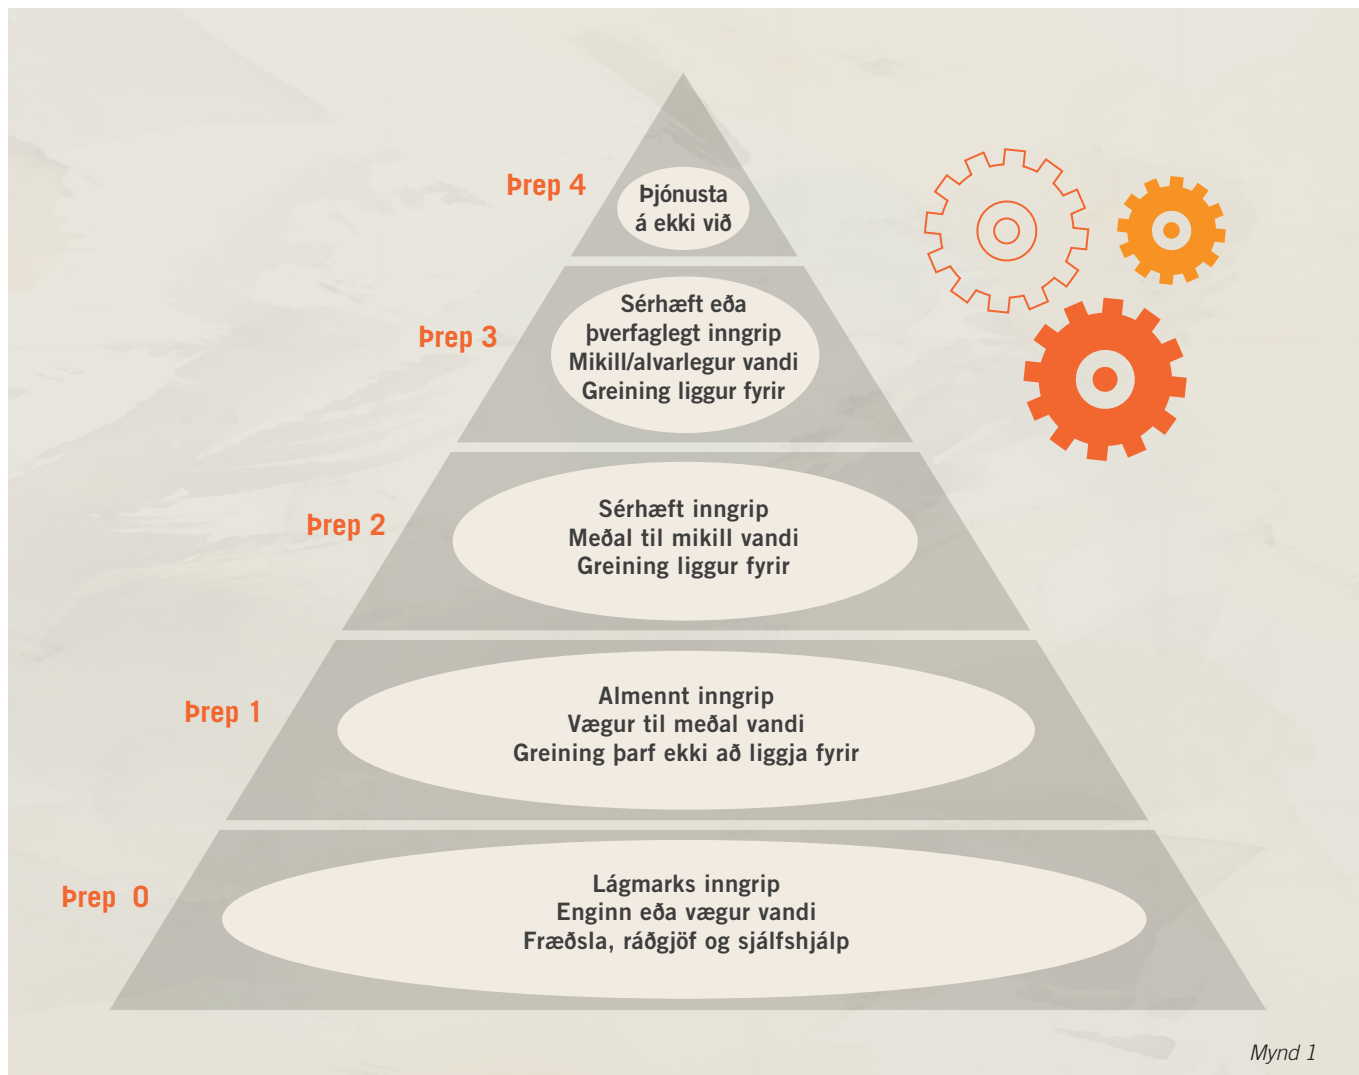 Þrep 4
Þjónusta
á ekki við
Þrep 3
Sérhæft eða
þverfaglegt inngrip
Mikill/alvarlegur vandi
Greining liggur fyrir
Þrep 2
Sérhæft inngrip
Meðal til mikill vandi
Greining liggur fyrir
Þrep 1
Almennt inngrip
Vægur til meðal vandi
Greining þarf ekki að liggja fyrir
Þrep 0
Lágmarks inngrip
Enginn eða vægur vandi
Fræðsla, ráðgjöf og sjálfshjálp
Mynd 1